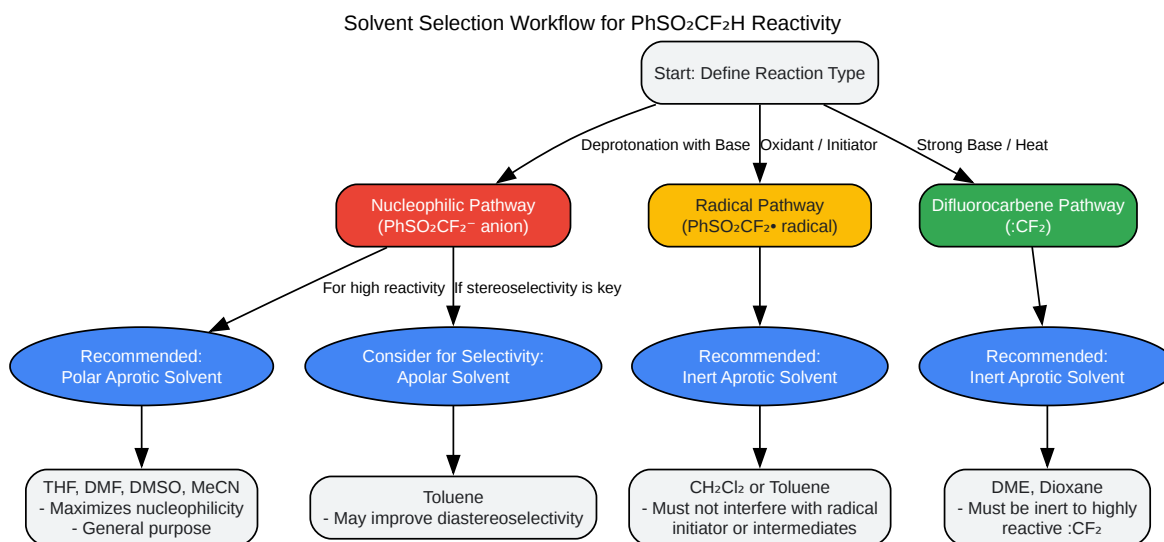 Solvent Selection Workflow for PhSO₂CF₂H Reactivity
Start: Define Reaction Type
Deprotonation with Base
Oxidant / Initiator
Strong Base / Heat
Nucleophilic Pathway
(PhSO₂CF₂⁻ anion)
Radical Pathway
(PhSO₂CF₂• radical)
Difluorocarbene Pathway
(:CF₂)
For high reactivity
If stereoselectivity is key
Recommended:
Polar Aprotic Solvent
Consider for Selectivity:
Apolar Solvent
Recommended:
Inert Aprotic Solvent
Recommended:
Inert Aprotic Solvent
THF, DMF, DMSO, MeCN
- Maximizes nucleophilicity
- General purpose
Toluene
- May improve diastereoselectivity
CH₂Cl₂ or Toluene
- Must not interfere with radical
initiator or intermediates
DME, Dioxane
- Must be inert to highly
reactive :CF₂